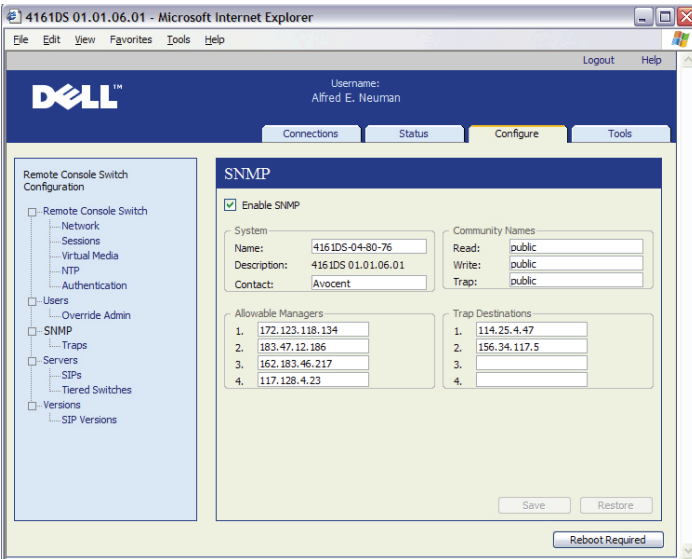 4161DS 01.01.06.01 - Microsoft Internet Explorer
File Edit View Favorites Tools Help
Logout Help
DELL™
Username:
Alfred E. Neuman
Connections Status Configure Tools
Remote Console Switch
Configuration
Remote Console Switch
Network
Sessions
Virtual Media
NTP
Authentication
Users
Override Admin
SNMP
Traps
Servers
SIPs
Tiered Switches
Versions
SIP Versions
SNMP
Enable SNMP
System
Name: 4161DS-04-80-76
Description: 4161DS 01.01.06.01
Contact: Avocent
Community Names
Read: public
Write: public
Trap: public
Allowable Managers
1. 172.123.118.134
2. 183.47.12.186
3. 162.183.46.217
4. 117.128.4.23
Trap Destinations
1. 114.25.4.47
2. 156.34.117.5
3.
4.
Save Restore
Reboot Required